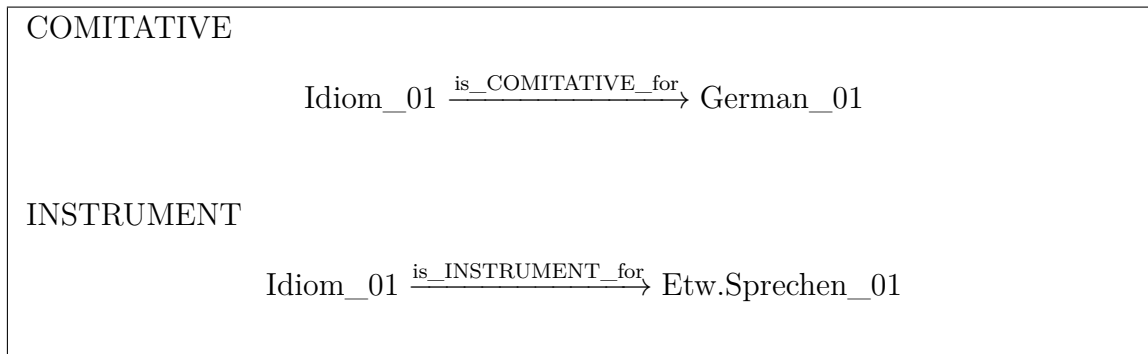 COMITATIVE
Idiom_01 is_COMITATIVE_for German_01
INSTRUMENT
Idiom_01 is_INSTRUMENT_for Etw.Sprechen_01